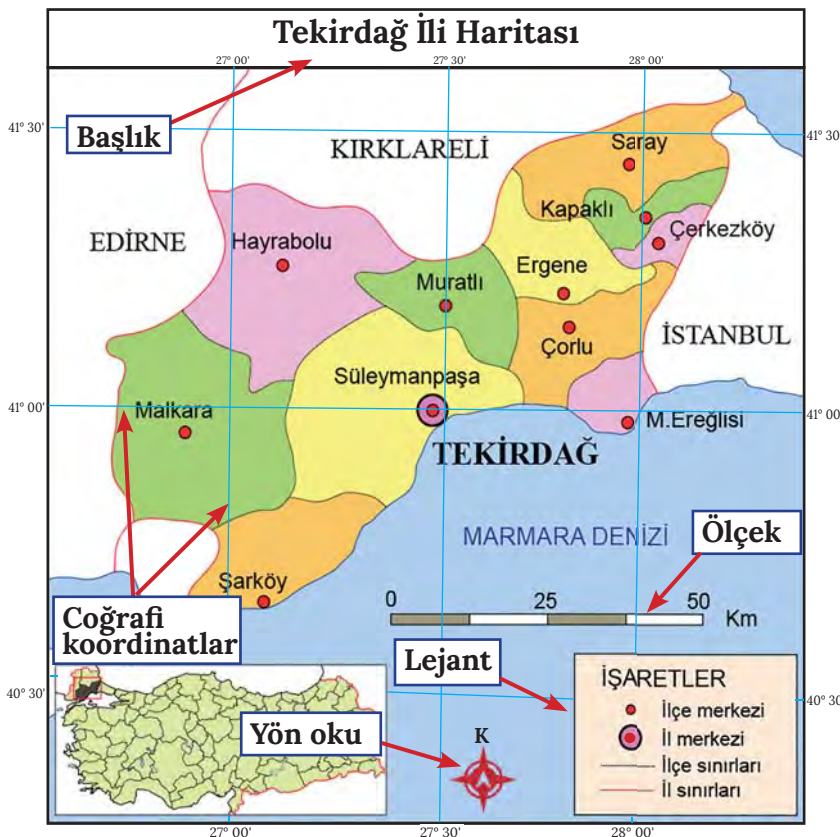 Tekirdağ İli Haritası
27° 00'
27° 30'
28° 00'
41° 30'
41° 30'
Başlık
KIRKLARELİ
Saray
Kapaklı
Çerkezköy
EDİRNE
Hayrabolu
Muratlı
Ergene
Çorlu
İSTANBUL
Süleymanpaşa
41° 00'
41° 00'
Malkara
M.Ereğlisi
TEKİRDAĞ
MARMARA DENİZİ
Ölçek
Şarköy
0
25
50
Km
Coğrafi
koordinatlar
Lejant
40° 30'
40° 30'
Yön oku
K
İŞARETLER
İlçe merkezi
İl merkezi
İlçe sınırları
İl sınırları
27° 00'
27° 30'
28° 00'